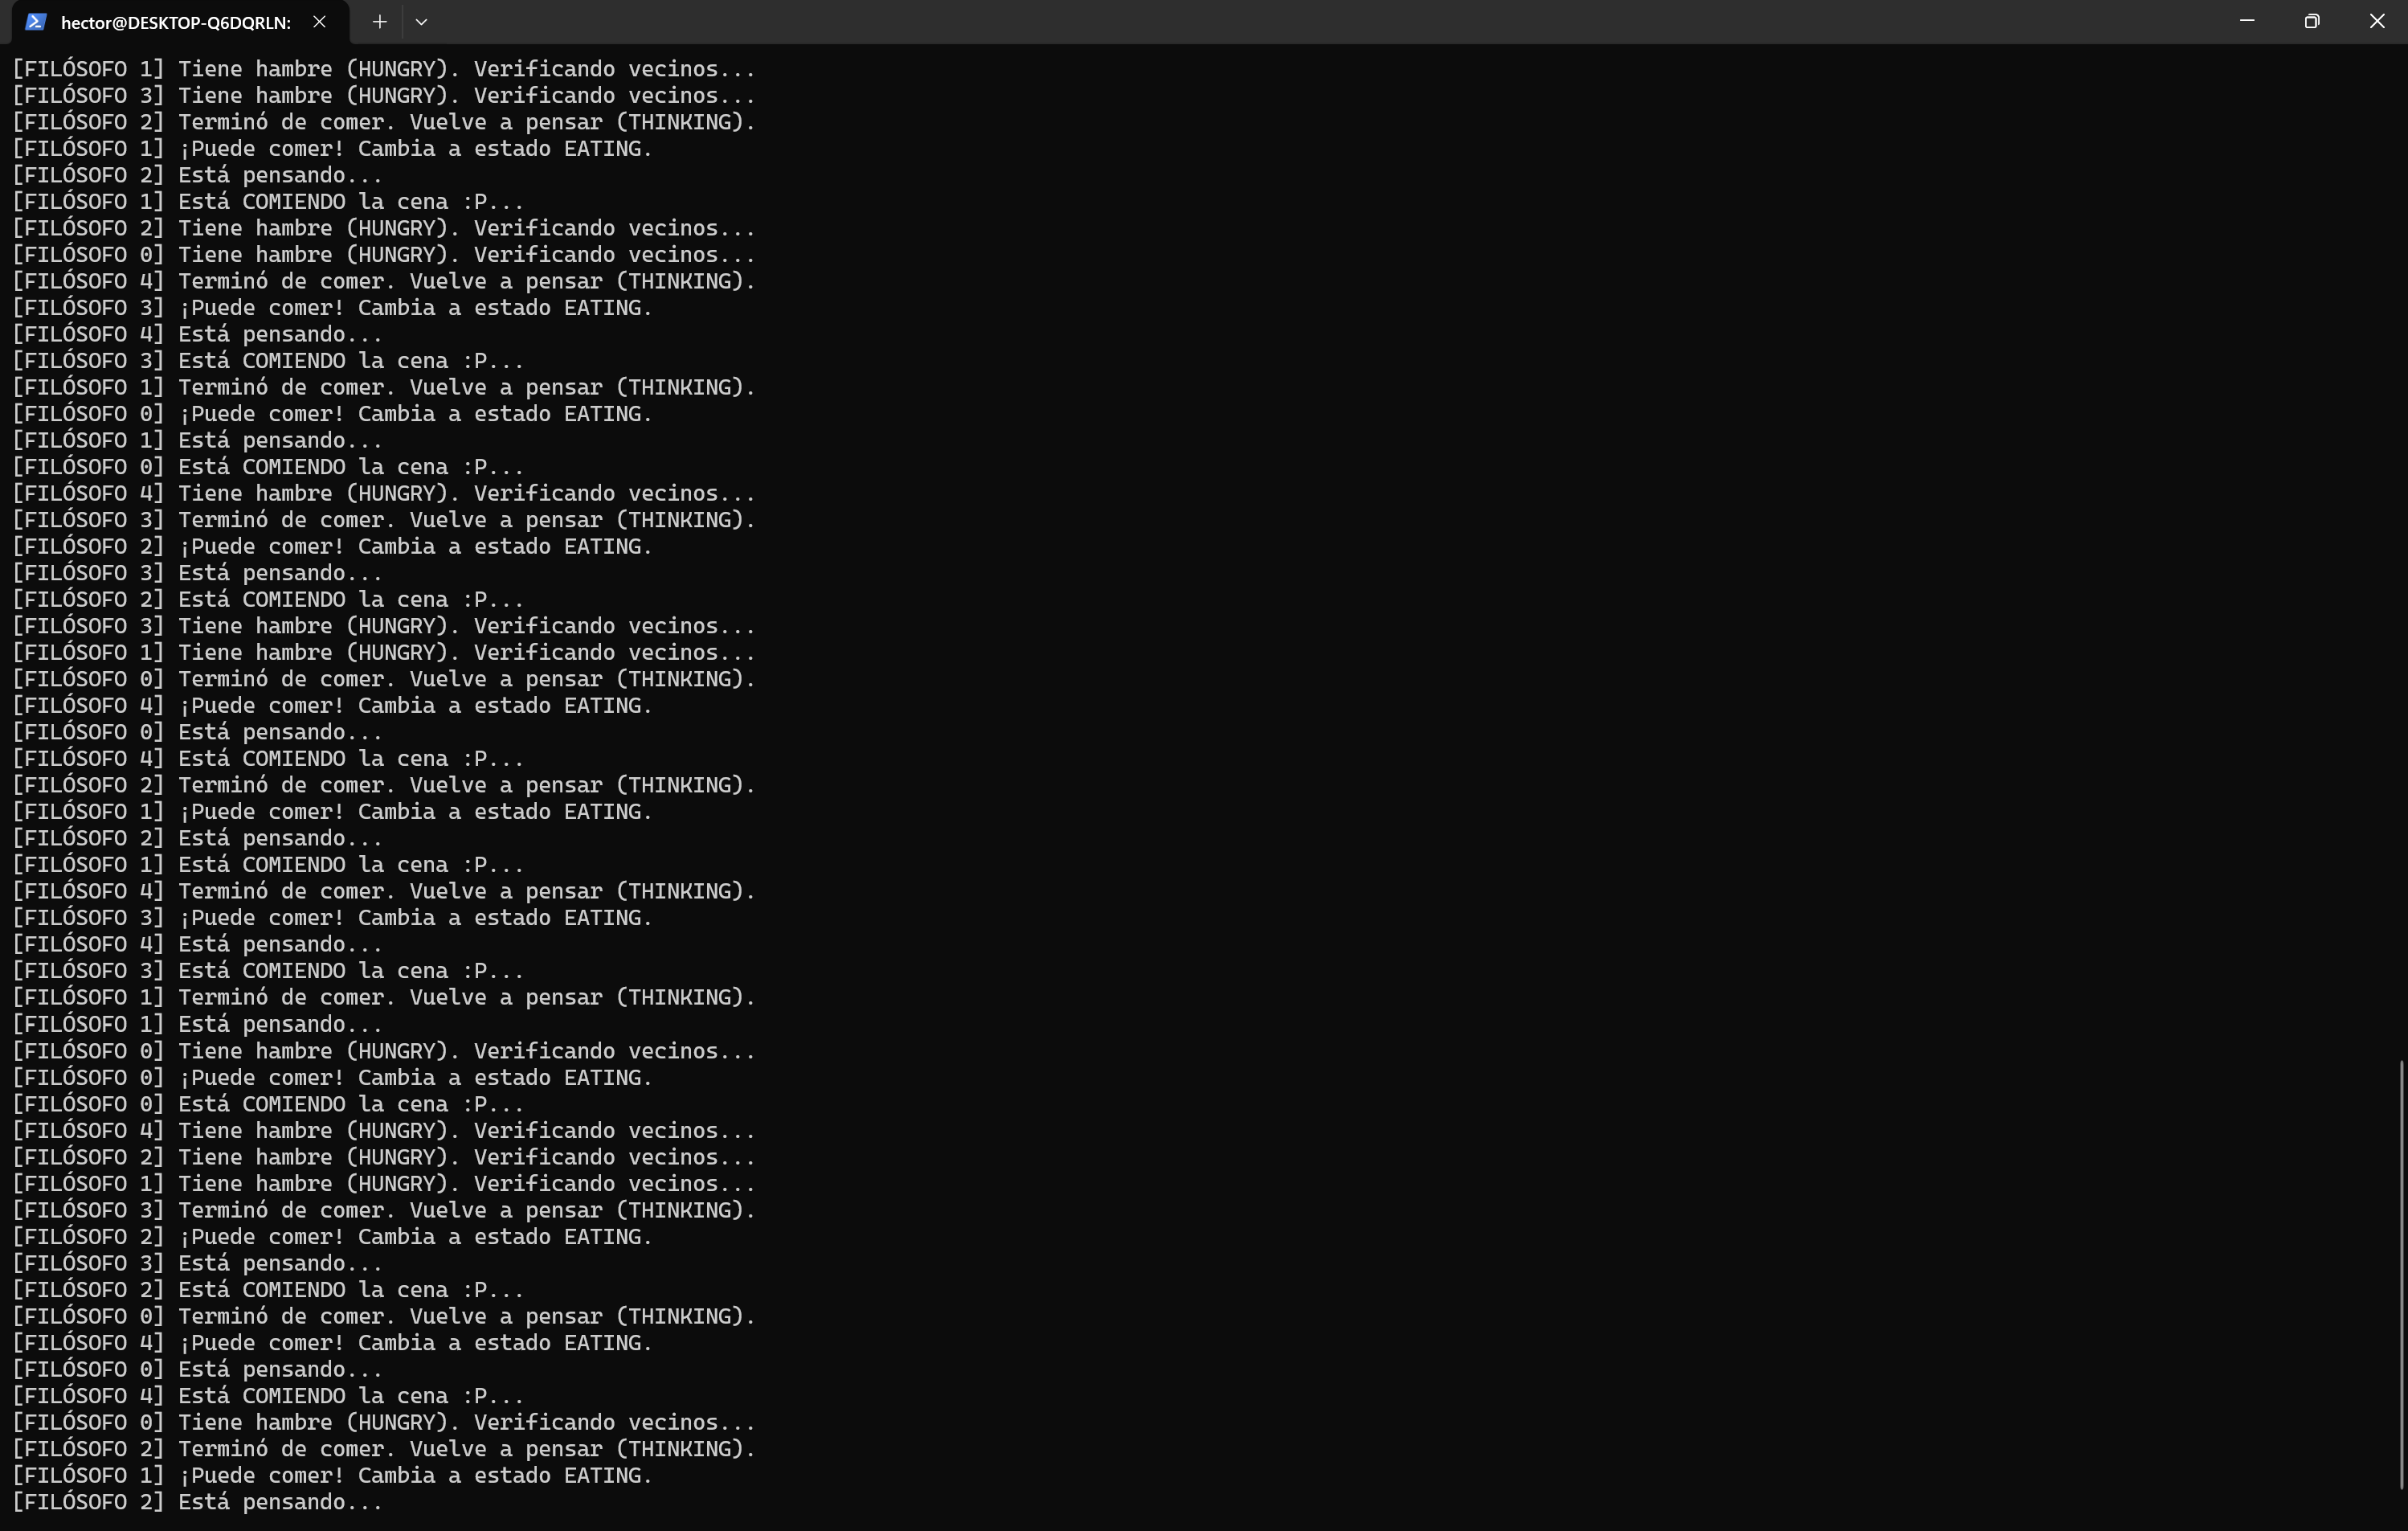 hector@DESKTOP-Q6DQRLN:
[FILÓSOFO 1] Tiene hambre (HUNGRY). Verificando vecinos...
[FILÓSOFO 3] Tiene hambre (HUNGRY). Verificando vecinos...
[FILÓSOFO 2] Terminó de comer. Vuelve a pensar (THINKING).
[FILÓSOFO 1] ¡Puede comer! Cambia a estado EATING.
[FILÓSOFO 2] Está pensando...
[FILÓSOFO 1] Está COMIENDO la cena :P...
[FILÓSOFO 2] Tiene hambre (HUNGRY). Verificando vecinos...
[FILÓSOFO 0] Tiene hambre (HUNGRY). Verificando vecinos...
[FILÓSOFO 4] Terminó de comer. Vuelve a pensar (THINKING).
[FILÓSOFO 3] ¡Puede comer! Cambia a estado EATING.
[FILÓSOFO 4] Está pensando...
[FILÓSOFO 3] Está COMIENDO la cena :P...
[FILÓSOFO 1] Terminó de comer. Vuelve a pensar (THINKING).
[FILÓSOFO 0] ¡Puede comer! Cambia a estado EATING.
[FILÓSOFO 1] Está pensando...
[FILÓSOFO 0] Está COMIENDO la cena :P...
[FILÓSOFO 4] Tiene hambre (HUNGRY). Verificando vecinos...
[FILÓSOFO 3] Terminó de comer. Vuelve a pensar (THINKING).
[FILÓSOFO 2] ¡Puede comer! Cambia a estado EATING.
[FILÓSOFO 3] Está pensando...
[FILÓSOFO 2] Está COMIENDO la cena :P...
[FILÓSOFO 3] Tiene hambre (HUNGRY). Verificando vecinos...
[FILÓSOFO 1] Tiene hambre (HUNGRY). Verificando vecinos...
[FILÓSOFO 0] Terminó de comer. Vuelve a pensar (THINKING).
[FILÓSOFO 4] ¡Puede comer! Cambia a estado EATING.
[FILÓSOFO 0] Está pensando...
[FILÓSOFO 4] Está COMIENDO la cena :P...
[FILÓSOFO 2] Terminó de comer. Vuelve a pensar (THINKING).
[FILÓSOFO 1] ¡Puede comer! Cambia a estado EATING.
[FILÓSOFO 2] Está pensando...
[FILÓSOFO 1] Está COMIENDO la cena :P...
[FILÓSOFO 4] Terminó de comer. Vuelve a pensar (THINKING).
[FILÓSOFO 3] ¡Puede comer! Cambia a estado EATING.
[FILÓSOFO 4] Está pensando...
[FILÓSOFO 3] Está COMIENDO la cena :P...
[FILÓSOFO 1] Terminó de comer. Vuelve a pensar (THINKING).
[FILÓSOFO 1] Está pensando...
[FILÓSOFO 0] Tiene hambre (HUNGRY). Verificando vecinos...
[FILÓSOFO 0] ¡Puede comer! Cambia a estado EATING.
[FILÓSOFO 0] Está COMIENDO la cena :P...
[FILÓSOFO 4] Tiene hambre (HUNGRY). Verificando vecinos...
[FILÓSOFO 2] Tiene hambre (HUNGRY). Verificando vecinos...
[FILÓSOFO 1] Tiene hambre (HUNGRY). Verificando vecinos...
[FILÓSOFO 3] Terminó de comer. Vuelve a pensar (THINKING).
[FILÓSOFO 2] ¡Puede comer! Cambia a estado EATING.
[FILÓSOFO 3] Está pensando...
[FILÓSOFO 2] Está COMIENDO la cena :P...
[FILÓSOFO 0] Terminó de comer. Vuelve a pensar (THINKING).
[FILÓSOFO 4] ¡Puede comer! Cambia a estado EATING.
[FILÓSOFO 0] Está pensando...
[FILÓSOFO 4] Está COMIENDO la cena :P...
[FILÓSOFO 0] Tiene hambre (HUNGRY). Verificando vecinos...
[FILÓSOFO 2] Terminó de comer. Vuelve a pensar (THINKING).
[FILÓSOFO 1] ¡Puede comer! Cambia a estado EATING.
[FILÓSOFO 2] Está pensando...